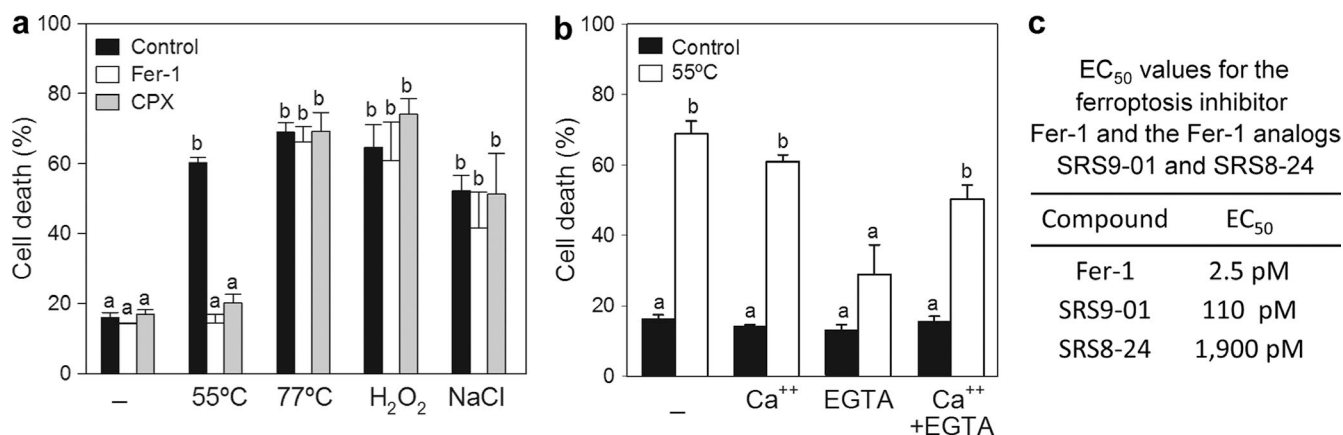 a
100
80
60
40
20
0
Cell death (%)
Control
Fer-1
CPX
a a a
b a a
b b b
b b b
b b b
– 55ºC 77ºC H₂O₂ NaCl
b
100
80
60
40
20
0
Cell death (%)
Control
55ºC
a b
a b
a a
a b
– Ca⁺⁺ EGTA Ca⁺⁺
+EGTA
c
EC₅₀ values for the
ferroptosis inhibitor
Fer-1 and the Fer-1 analogs
SRS9-01 and SRS8-24
Compound EC₅₀
Fer-1 2.5 pM
SRS9-01 110 pM
SRS8-24 1,900 pM